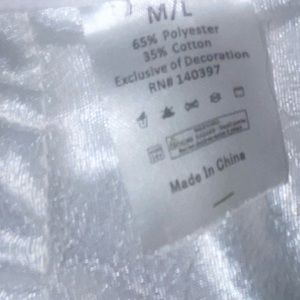 M/L
65% Polyester
35% Cotton
Exclusive of Decoration
RN# 140397
Made In China